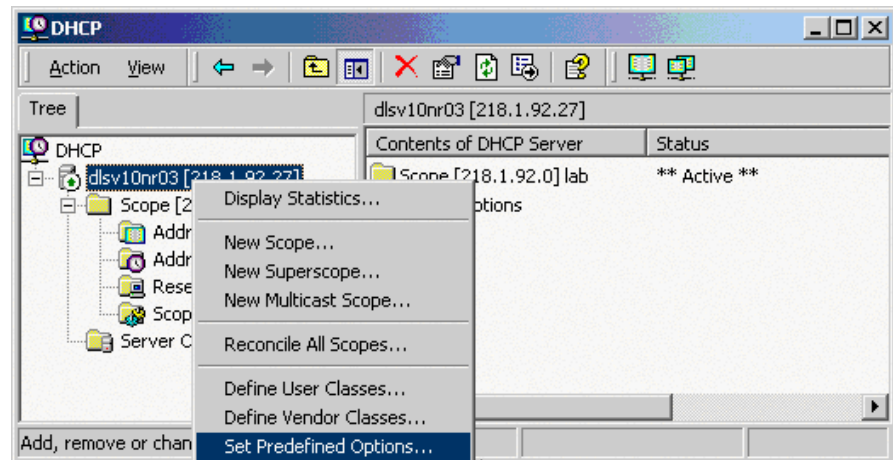 DHCP
Action View
Tree
dlsv10nr03 [218.1.92.27]
Contents of DHCP Server Status
DHCP
dlsv10nr03 [218.1.92.27]
Scope [218.1.92.0] lab ** Active **
Display Statistics...
Scope [2
ptions
Addr
New Scope...
Addr
New Superscope...
Rese
New Multicast Scope...
Scop
Server O
Reconcile All Scopes...
Define User Classes...
Define Vendor Classes...
Add, remove or chan
Set Predefined Options...